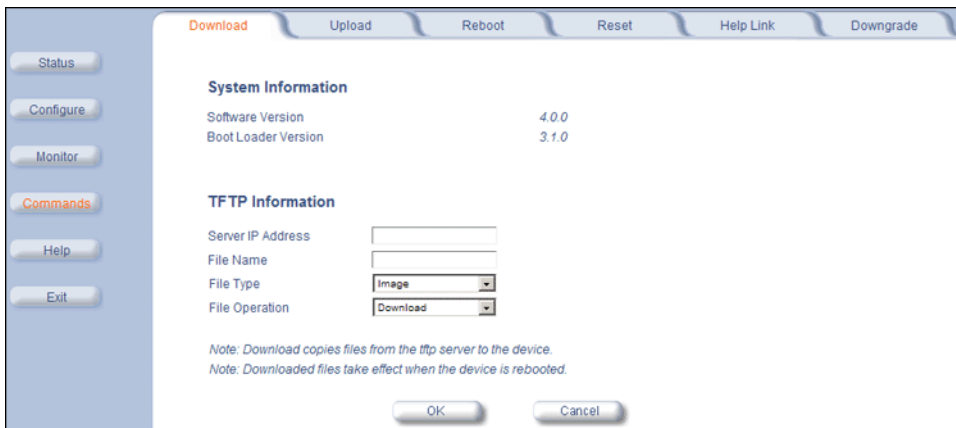 Download Upload Reboot Reset Help Link Downgrade
Status
Configure
Monitor
Commands
Help
Exit
System Information
Software Version 4.0.0
Boot Loader Version 3.1.0
TFTP Information
Server IP Address
File Name
File Type Image
File Operation Download
Note: Download copies files from the tftp server to the device.
Note: Downloaded files take effect when the device is rebooted.
OK Cancel